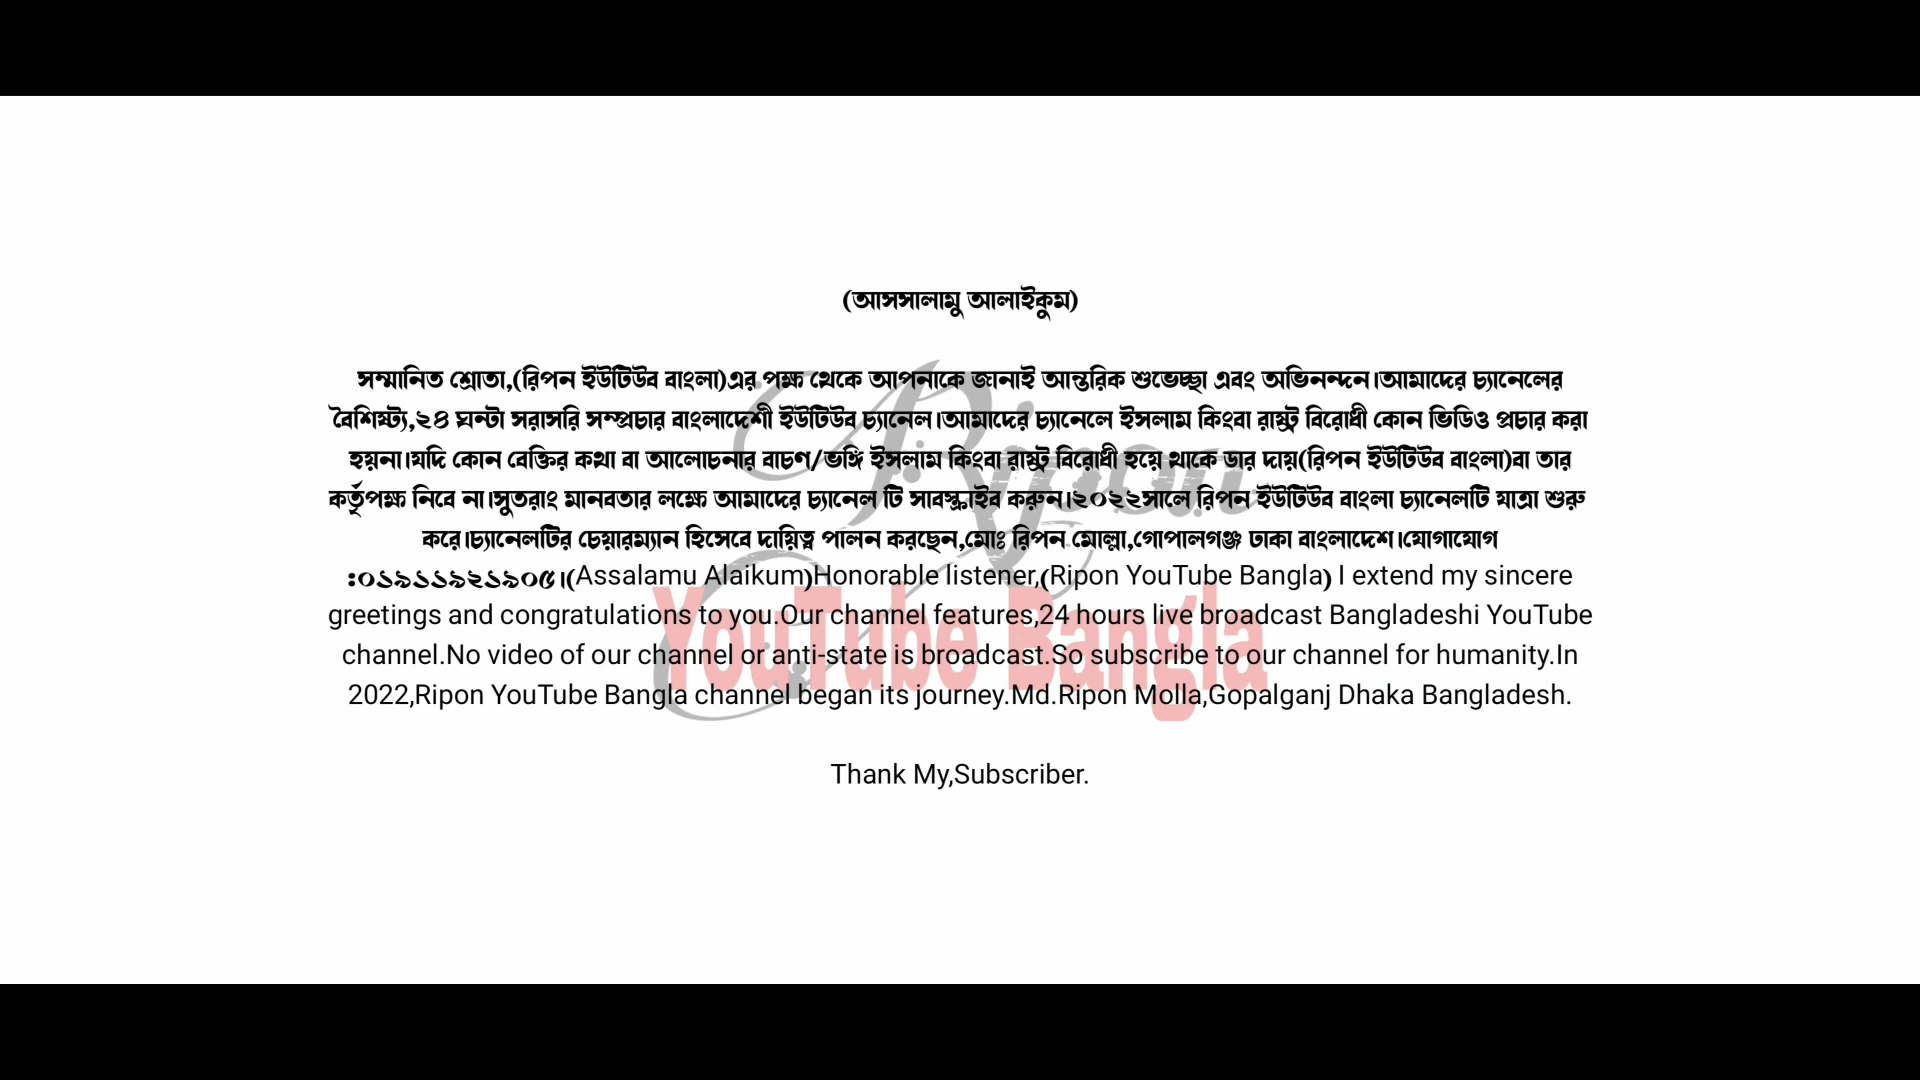 (আসসালামু আলাইকুম)
সম্মানিত শ্রোতা,(রিপন ইউটিউব বাংলা)এর পক্ষ থেকে আপনাকে জানাই আন্তরিক শুভেচ্ছা এবং অভিনন্দন।আমাদের চ্যানেলের
বৈশিষ্ট্য,২৪ ঘন্টা সরাসরি সম্প্রচার বাংলাদেশী ইউটিউব চ্যানেল।আমাদের চ্যানেলে ইসলাম কিংবা রাষ্ট্র বিরোধী কোন ভিডিও প্রচার করা
হয়না।যদি কোন বেক্তির কথা বা আলোচনার বাচণ/ভঙ্গি ইসলাম কিংবা রাষ্ট্র বিরোধী হয়ে থাকে ডার দায়(রিপন ইউটিউব বাংলা)বা তার
কর্তৃপক্ষ নিবে না।সুতরাং মানবতার লক্ষে আমাদের চ্যানেল টি সাবস্ক্রাইব করুন।২০২২সালে রিপন ইউটিউব বাংলা চ্যানেলটি যাত্রা শুরু
করে।চ্যানেলটির চেয়ারম্যান হিসেবে দায়িত্ব পালন করছেন,মোঃ রিপন মোল্লা,গোপালগঞ্জ ঢাকা বাংলাদেশ।যোগাযোগ
:০১৯১১৯২১৯০৫।(Assalamu Alaikum)Honorable listener,(Ripon YouTube Bangla) I extend my sincere
greetings and congratulations to you.Our channel features,24 hours live broadcast Bangladeshi YouTube
channel.No video of our channel or anti-state is broadcast.So subscribe to our channel for humanity.In
2022,Ripon YouTube Bangla channel began its journey.Md.Ripon Molla,Gopalganj Dhaka Bangladesh.
Thank My,Subscriber.
Ripon
YouTube Bangla